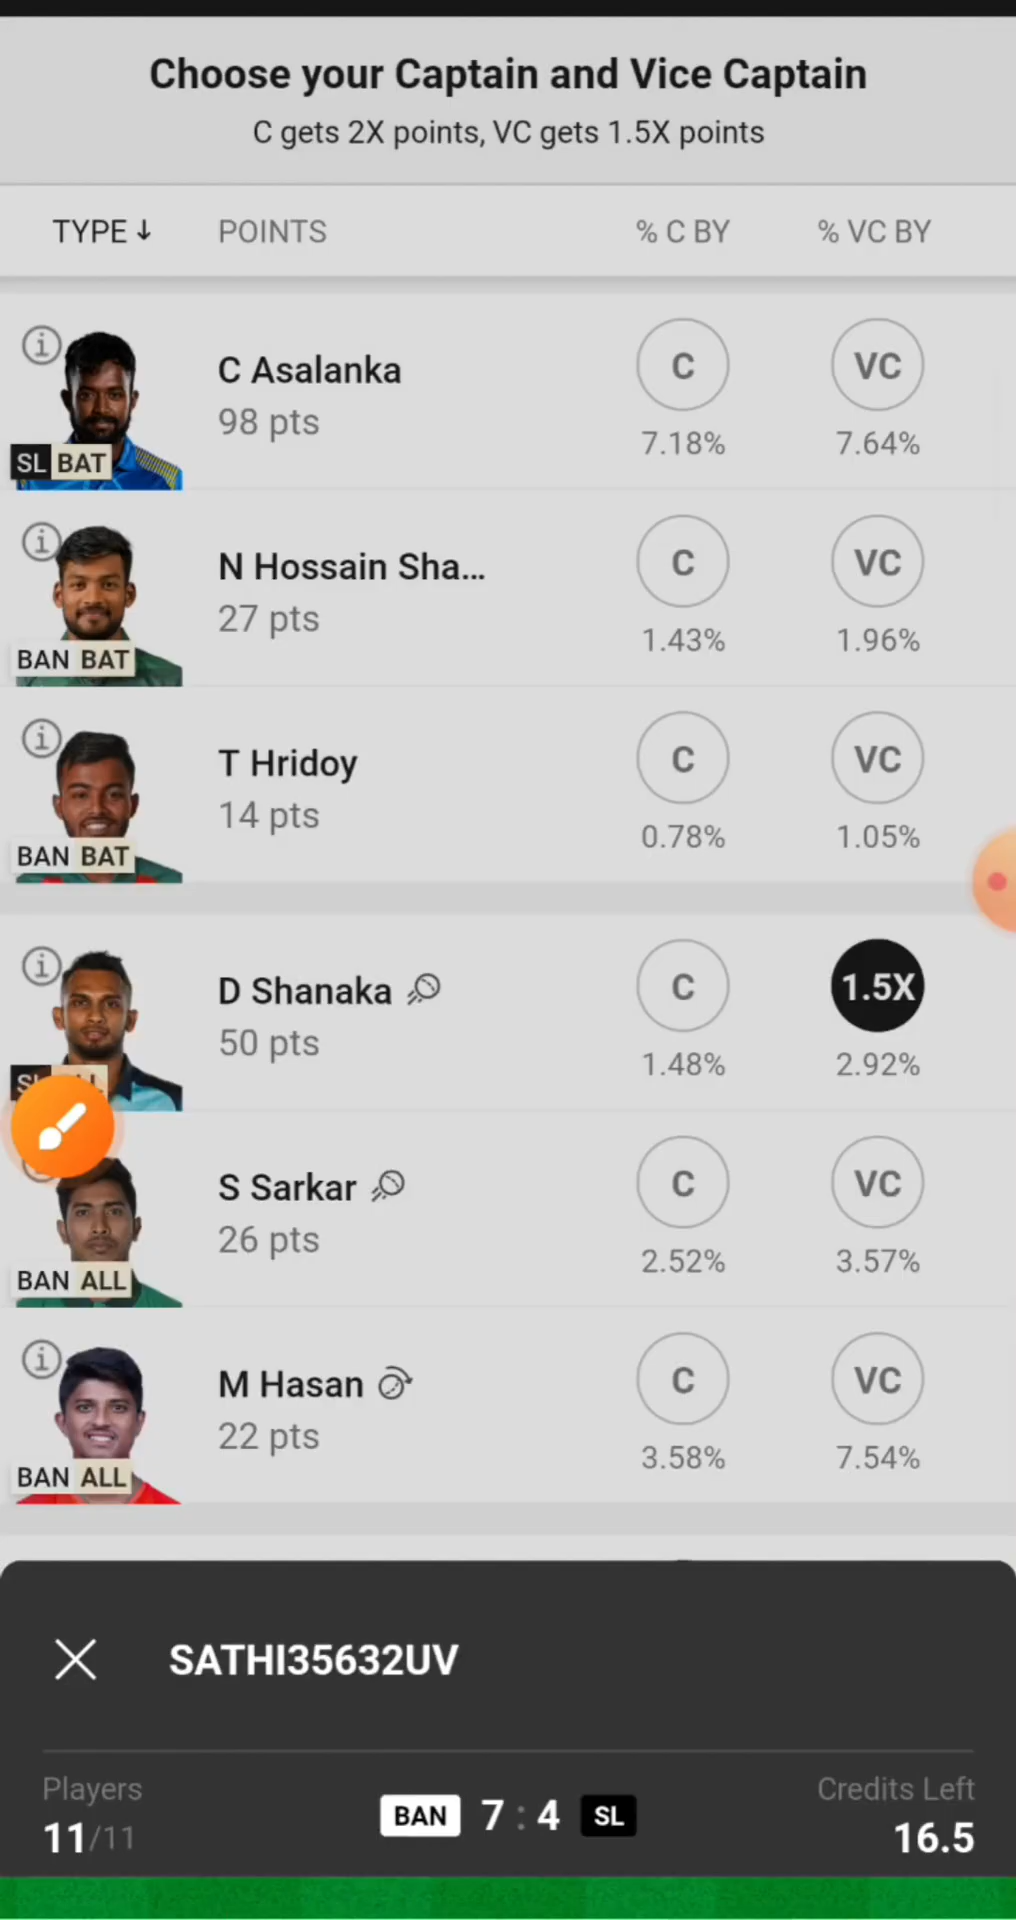 Choose your Captain and Vice Captain
C gets 2X points, VC gets 1.5X points
TYPE↓ POINTS % C BY % VC BY
C Asalanka
98 pts
SL BAT
C
7.18%
VC
7.64%
N Hossain Sha...
27 pts
BAN BAT
C
1.43%
VC
1.96%
T Hridoy
14 pts
BAN BAT
C
0.78%
VC
1.05%
D Shanaka
50 pts
C
1.48%
1.5X
2.92%
S Sarkar
26 pts
BAN ALL
C
2.52%
VC
3.57%
M Hasan
22 pts
BAN ALL
C
3.58%
VC
7.54%
SATHI35632UV
Players
11/11
BAN 7 : 4 SL
Credits Left
16.5